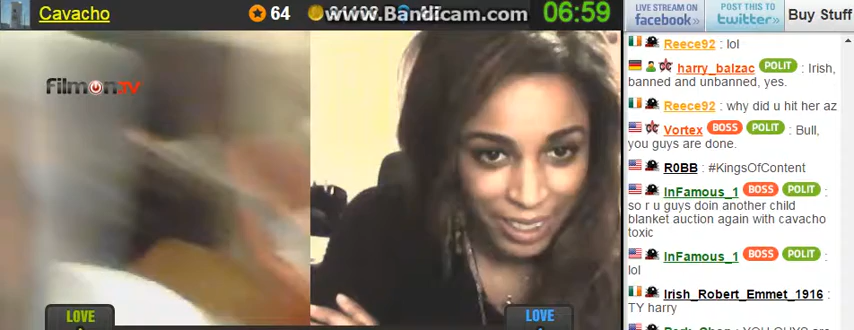 Cavacho
64
www.Bandicam.com
06:59
LIVE STREAM ON
facebook»
POST THIS TO
twitter»
Buy Stuff
FilmOn.TV
Reece92 : lol
harry_balzac POLIT : Irish,
banned and unbanned, yes.
Reece92 : why did u hit her az
Vortex BOSS POLIT : Bull,
you guys are done.
R0BB : #KingsOfContent
InFamous_1 BOSS POLIT :
so r u guys doin another child
blanket auction again with cavacho
toxic
InFamous_1 BOSS POLIT :
lol
Irish_Robert_Emmet_1916 :
TY harry
LOVE
LOVE